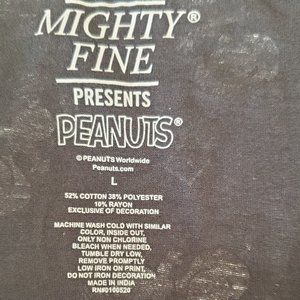 MIGHTY®
FINE
PRESENTS
PEANUTS®
© PEANUTS Worldwide
Peanuts.com
L
52% COTTON 38% POLYESTER
10% RAYON
EXCLUSIVE OF DECORATION
MACHINE WASH COLD WITH SIMILAR
COLOR, INSIDE OUT,
ONLY NON CHLORINE
BLEACH WHEN NEEDED,
TUMBLE DRY LOW,
REMOVE PROMPTLY
LOW IRON ON PRINT,
DO NOT IRON DECORATION
MADE IN INDIA
RN#0100520